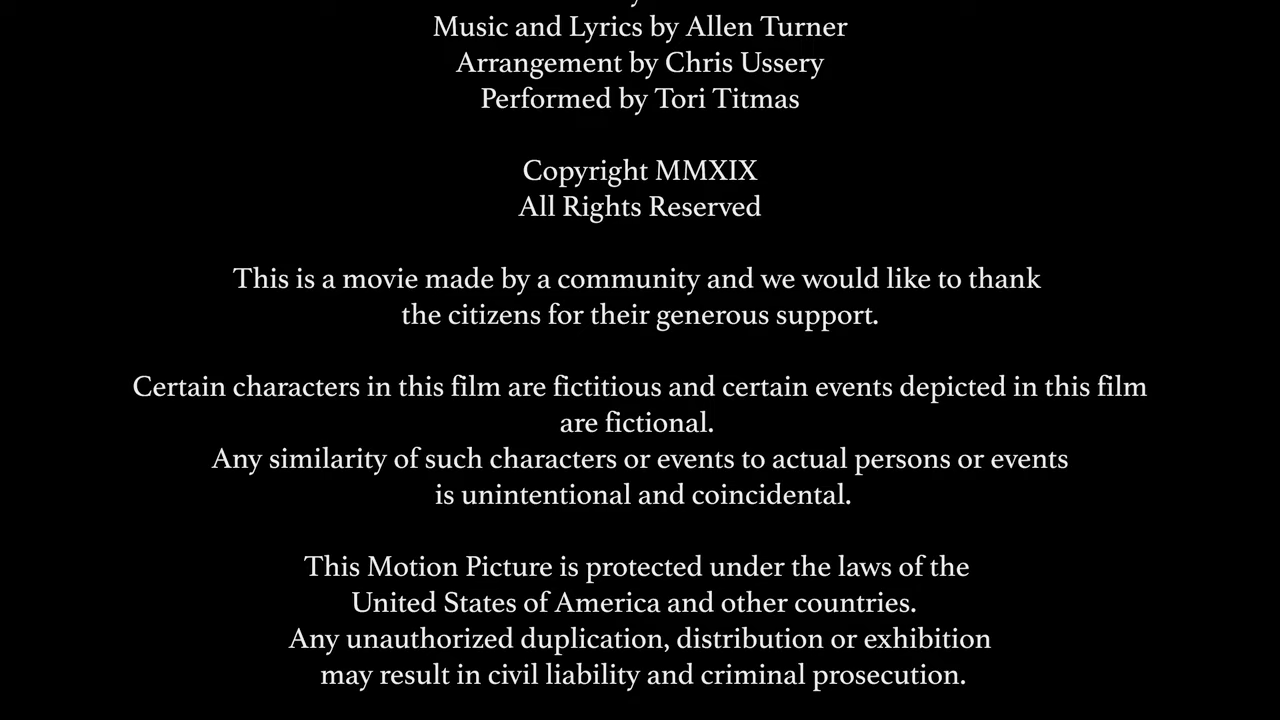 Music and Lyrics by Allen Turner
Arrangement by Chris Ussery
Performed by Tori Titmas
Copyright MMXIX
All Rights Reserved
This is a movie made by a community and we would like to thank
the citizens for their generous support.
Certain characters in this film are fictitious and certain events depicted in this film
are fictional.
Any similarity of such characters or events to actual persons or events
is unintentional and coincidental.
This Motion Picture is protected under the laws of the
United States of America and other countries.
Any unauthorized duplication, distribution or exhibition
may result in civil liability and criminal prosecution.